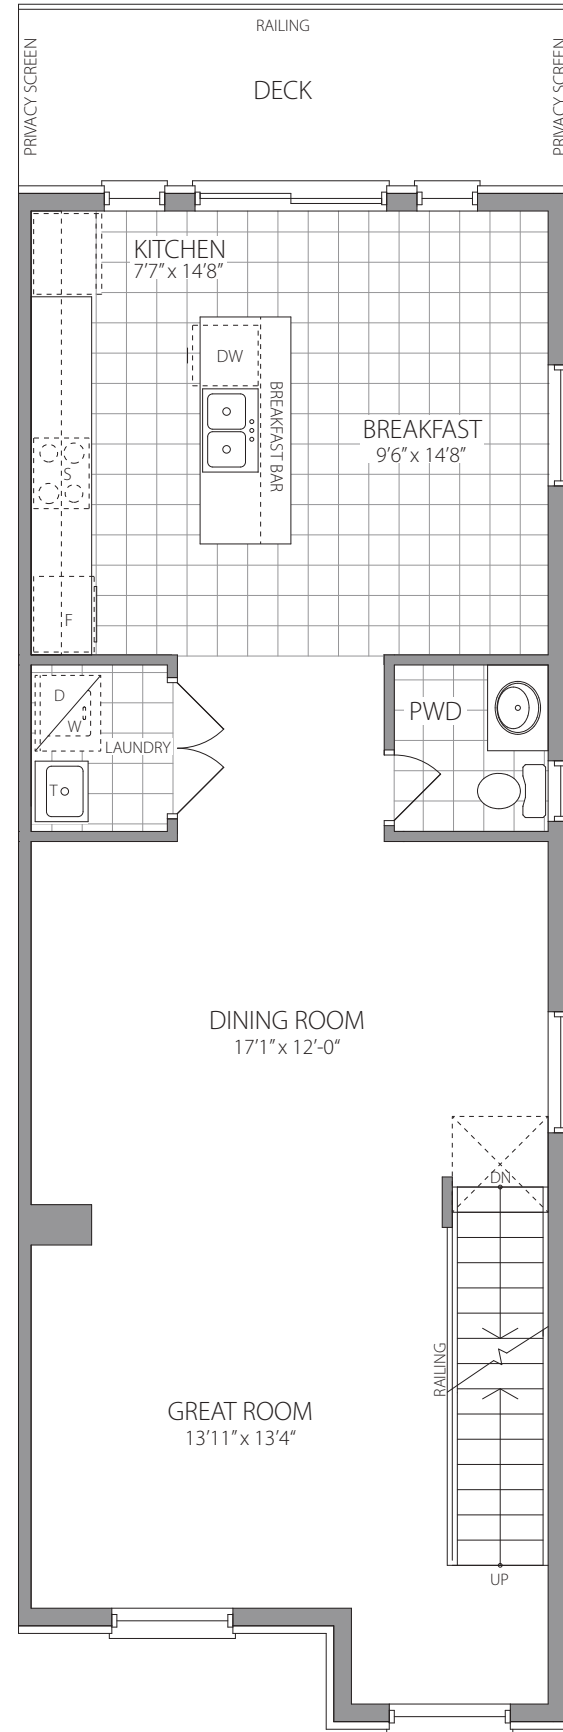 RAILING
PRIVACY SCREEN
PRIVACY SCREEN
DECK
KITCHEN
7'7" x 14'8"
DW
BREAKFAST BAR
BREAKFAST
9'6" x 14'8"
S
F
D
W
LAUNDRY
T
PWD
DINING ROOM
17'1" x 12'-0"
DN
RAILING
GREAT ROOM
13'11" x 13'4"
UP